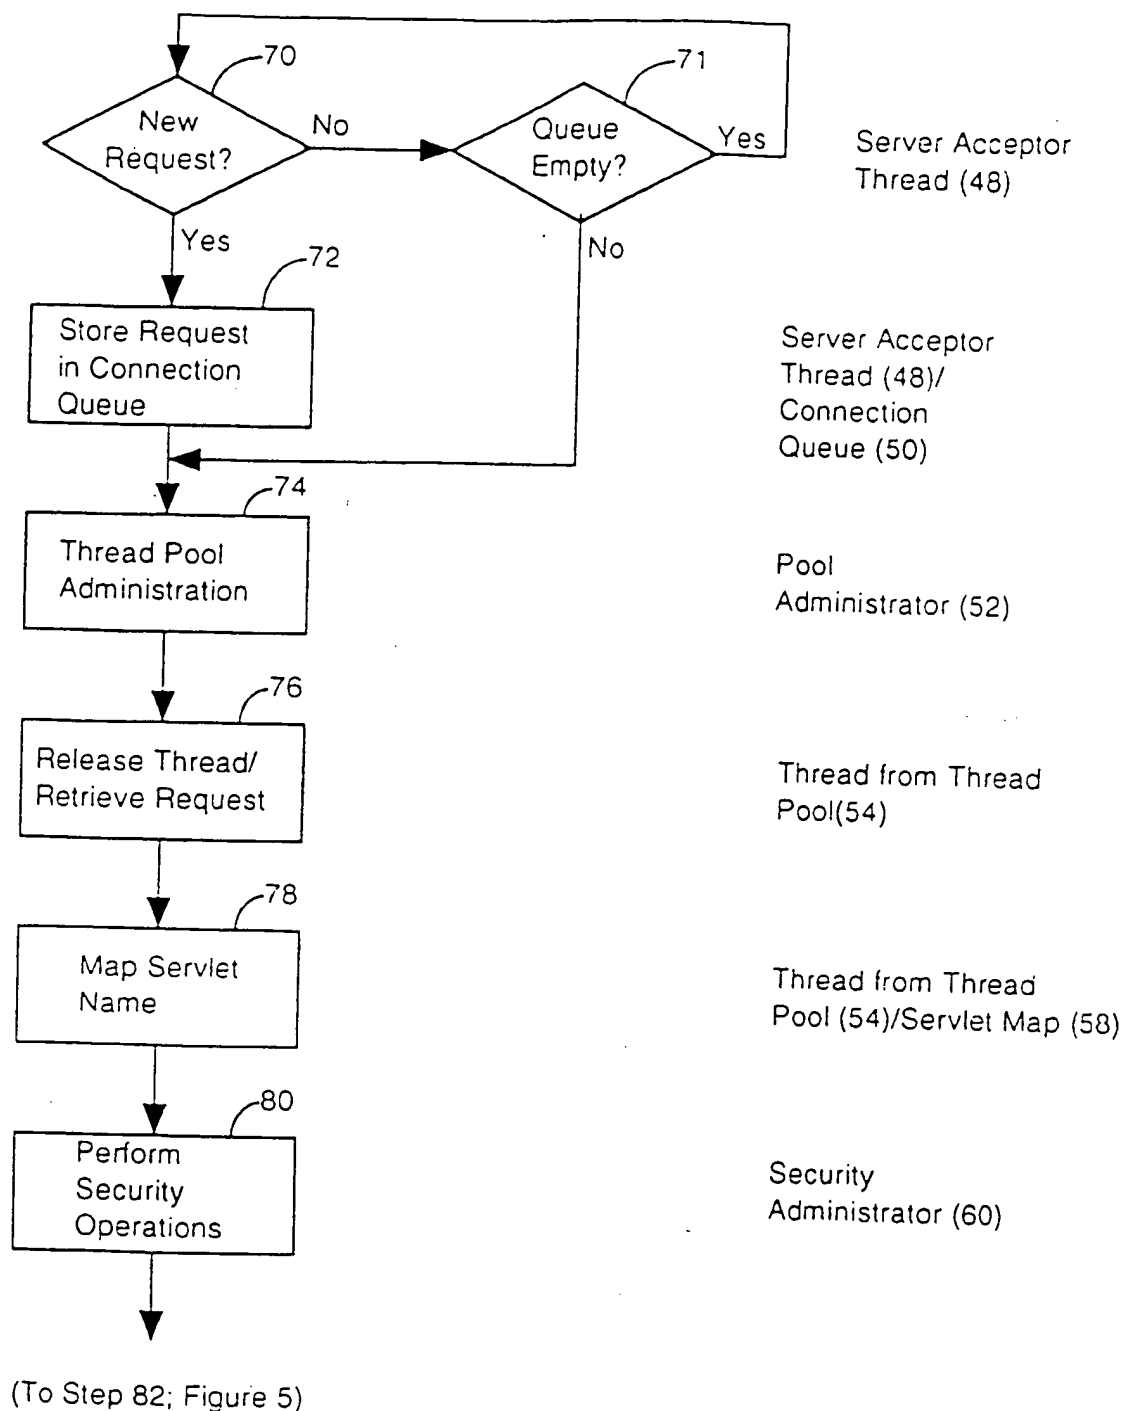 70
71
New
Request?
No
Queue
Empty?
Yes
Server Acceptor
Thread (48)
Yes
No
72
Store Request
in Connection
Queue
Server Acceptor
Thread (48)/
Connection
Queue (50)
74
Thread Pool
Administration
Pool
Administrator (52)
76
Release Thread/
Retrieve Request
Thread from Thread
Pool(54)
78
Map Servlet
Name
Thread from Thread
Pool (54)/Servlet Map (58)
80
Perform
Security
Operations
Security
Administrator (60)
(To Step 82; Figure 5)